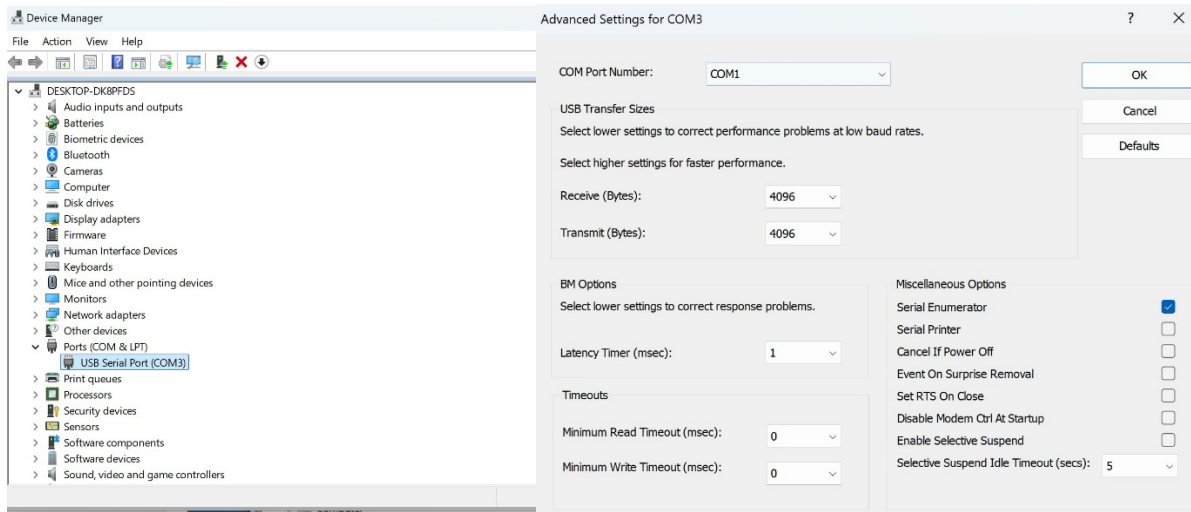 Device Manager
File Action View Help
DESKTOP-DK8PFDS
Audio inputs and outputs
Batteries
Biometric devices
Bluetooth
Cameras
Computer
Disk drives
Display adapters
Firmware
Human Interface Devices
Keyboards
Mice and other pointing devices
Monitors
Network adapters
Other devices
Ports (COM & LPT)
USB Serial Port (COM3)
Print queues
Processors
Security devices
Sensors
Software components
Software devices
Sound, video and game controllers
Advanced Settings for COM3
COM Port Number: COM1
OK
Cancel
Defaults
USB Transfer Sizes
Select lower settings to correct performance problems at low baud rates.
Select higher settings for faster performance.
Receive (Bytes): 4096
Transmit (Bytes): 4096
BM Options
Select lower settings to correct response problems.
Latency Timer (msec): 1
Timeouts
Minimum Read Timeout (msec): 0
Minimum Write Timeout (msec): 0
Miscellaneous Options
Serial Enumerator
Serial Printer
Cancel If Power Off
Event On Surprise Removal
Set RTS On Close
Disable Modem Ctrl At Startup
Enable Selective Suspend
Selective Suspend Idle Timeout (secs): 5